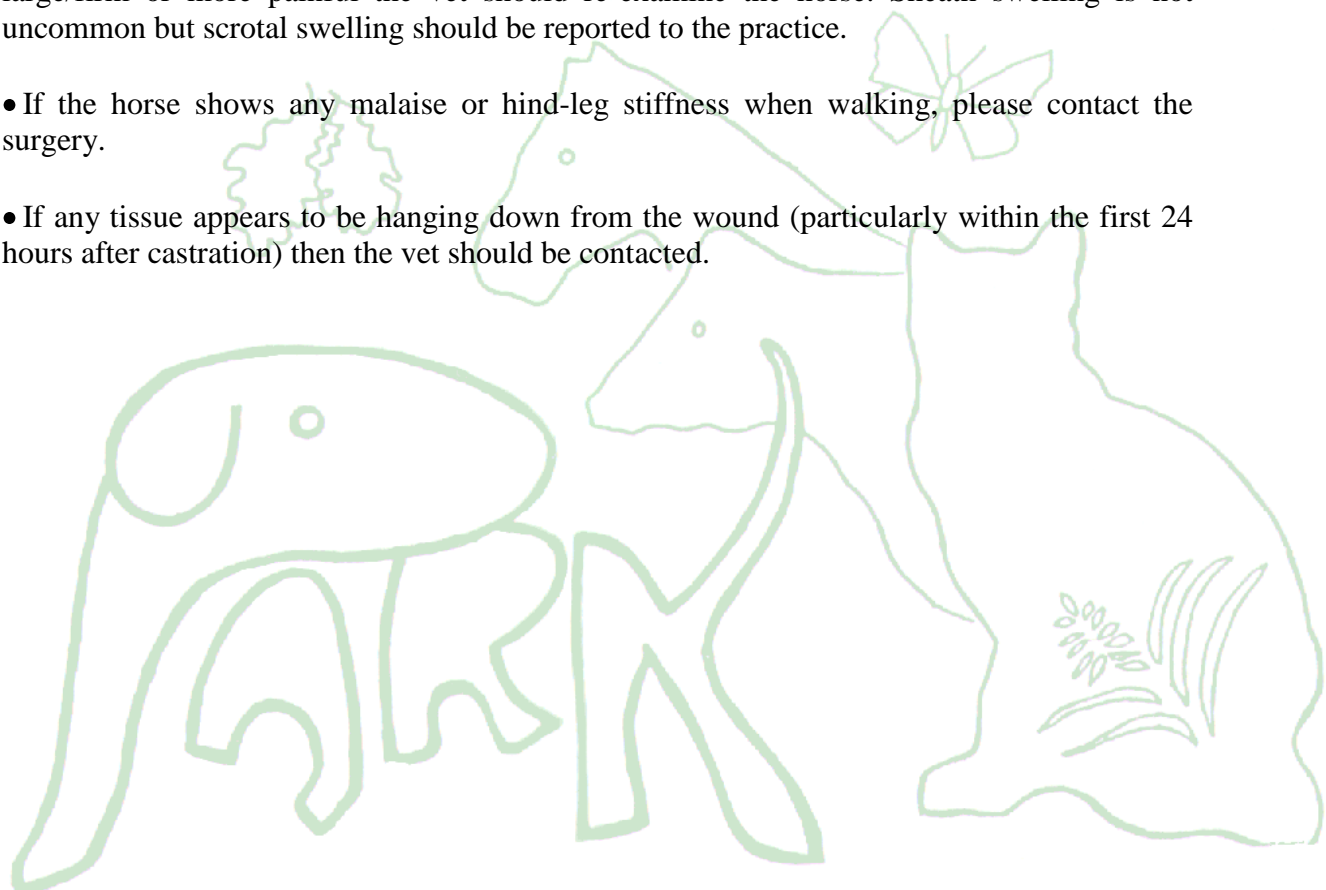 large/firm or more painful the vet should re-examine the horse. Sheath swelling is not
uncommon but scrotal swelling should be reported to the practice.
• If the horse shows any malaise or hind-leg stiffness when walking, please contact the
surgery.
• If any tissue appears to be hanging down from the wound (particularly within the first 24
hours after castration) then the vet should be contacted.
ARK